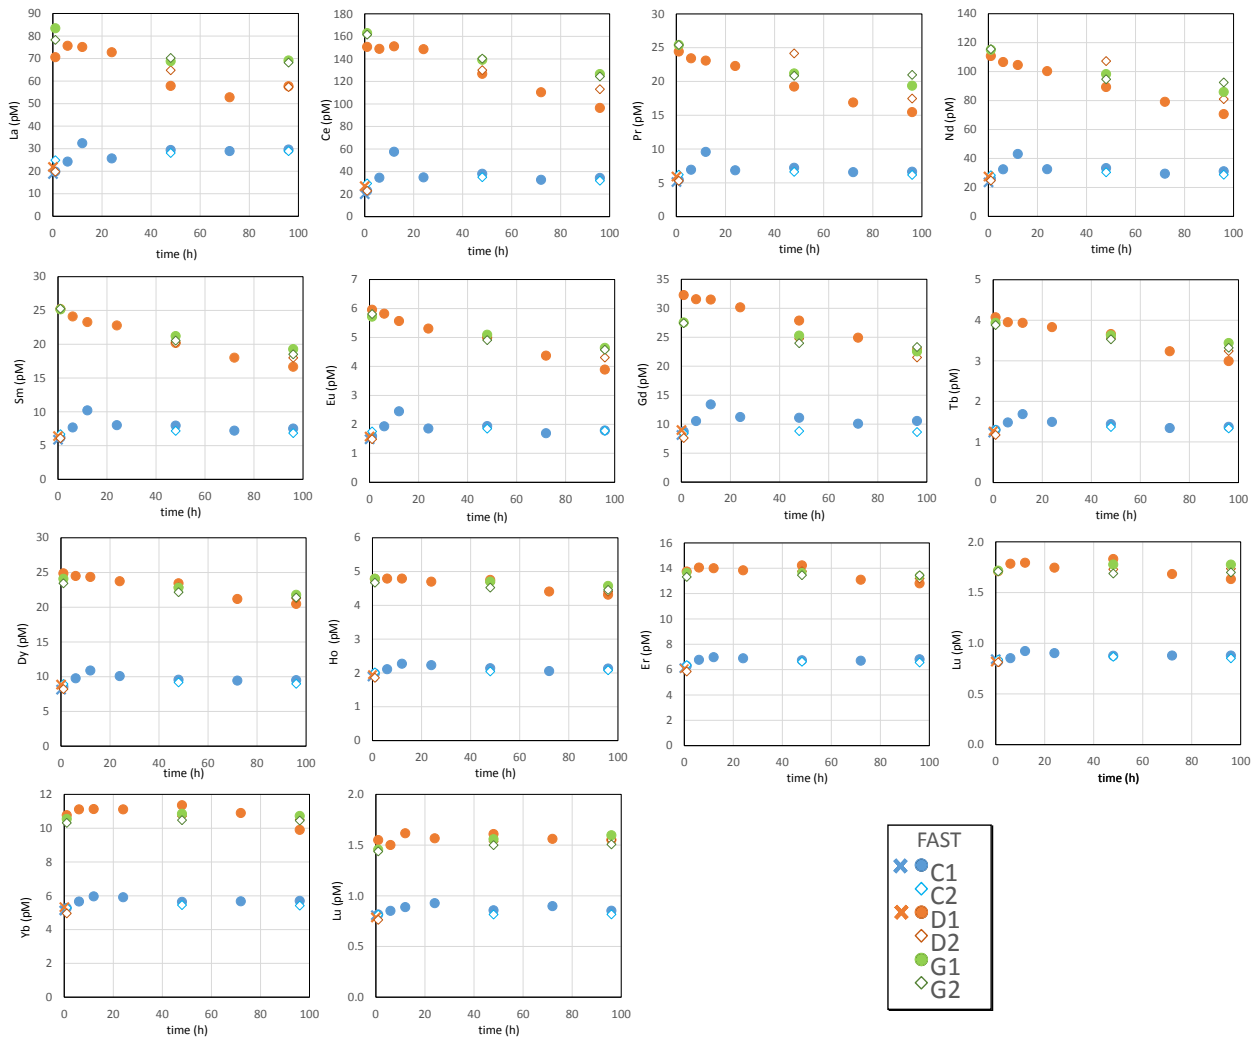 90
80
70
60
50
40
30
20
10
0
La (pM)
0 20 40 60 80 100
time (h)
180
160
140
120
100
80
60
40
20
0
Ce (pM)
0 20 40 60 80 100
time (h)
30
25
20
15
10
5
0
Pr (pM)
0 20 40 60 80 100
time (h)
140
120
100
80
60
40
20
0
Nd (pM)
0 20 40 60 80 100
time (h)
30
25
20
15
10
5
0
Sm (pM)
0 20 40 60 80 100
time (h)
7
6
5
4
3
2
1
0
Eu (pM)
0 20 40 60 80 100
time (h)
35
30
25
20
15
10
5
0
Gd (pM)
0 20 40 60 80 100
time (h)
5
4
3
2
1
0
Tb (pM)
0 20 40 60 80 100
time (h)
30
25
20
15
10
5
0
Dy (pM)
0 20 40 60 80 100
time (h)
6
5
4
3
2
1
0
Ho (pM)
0 20 40 60 80 100
time (h)
16
14
12
10
8
6
4
2
0
Er (pM)
0 20 40 60 80 100
time (h)
2.0
1.5
1.0
0.5
0.0
Lu (pM)
0 20 40 60 80 100
time (h)
12
10
8
6
4
2
0
Yb (pM)
0 20 40 60 80 100
time (h)
2.0
1.5
1.0
0.5
0.0
Lu (pM)
0 20 40 60 80 100
time (h)
FAST
C1
C2
D1
D2
G1
G2